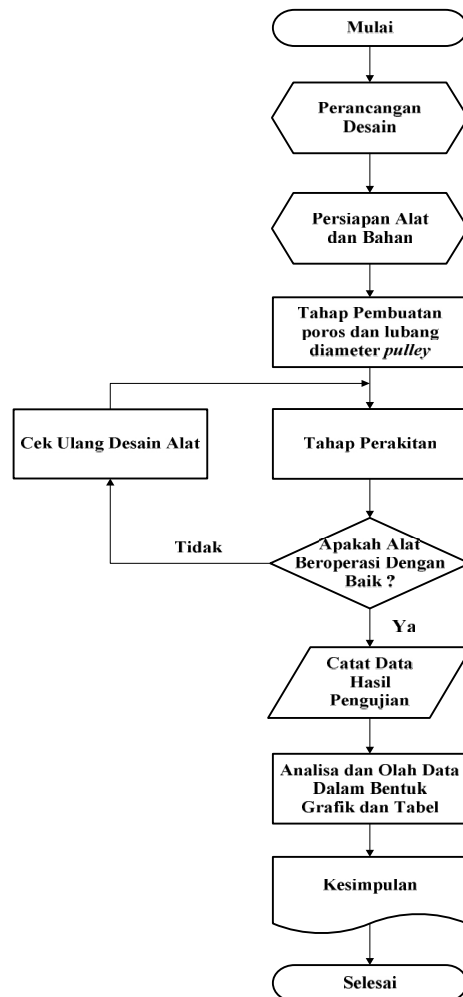 Mulai
Perancangan
Desain
Persiapan Alat
dan Bahan
Tahap Pembuatan
poros dan lubang
diameter pulley
Cek Ulang Desain Alat
Tahap Perakitan
Tidak
Apakah Alat
Beroperasi Dengan
Baik ?
Ya
Catat Data
Hasil
Pengujian
Analisa dan Olah Data
Dalam Bentuk
Grafik dan Tabel
Kesimpulan
Selesai